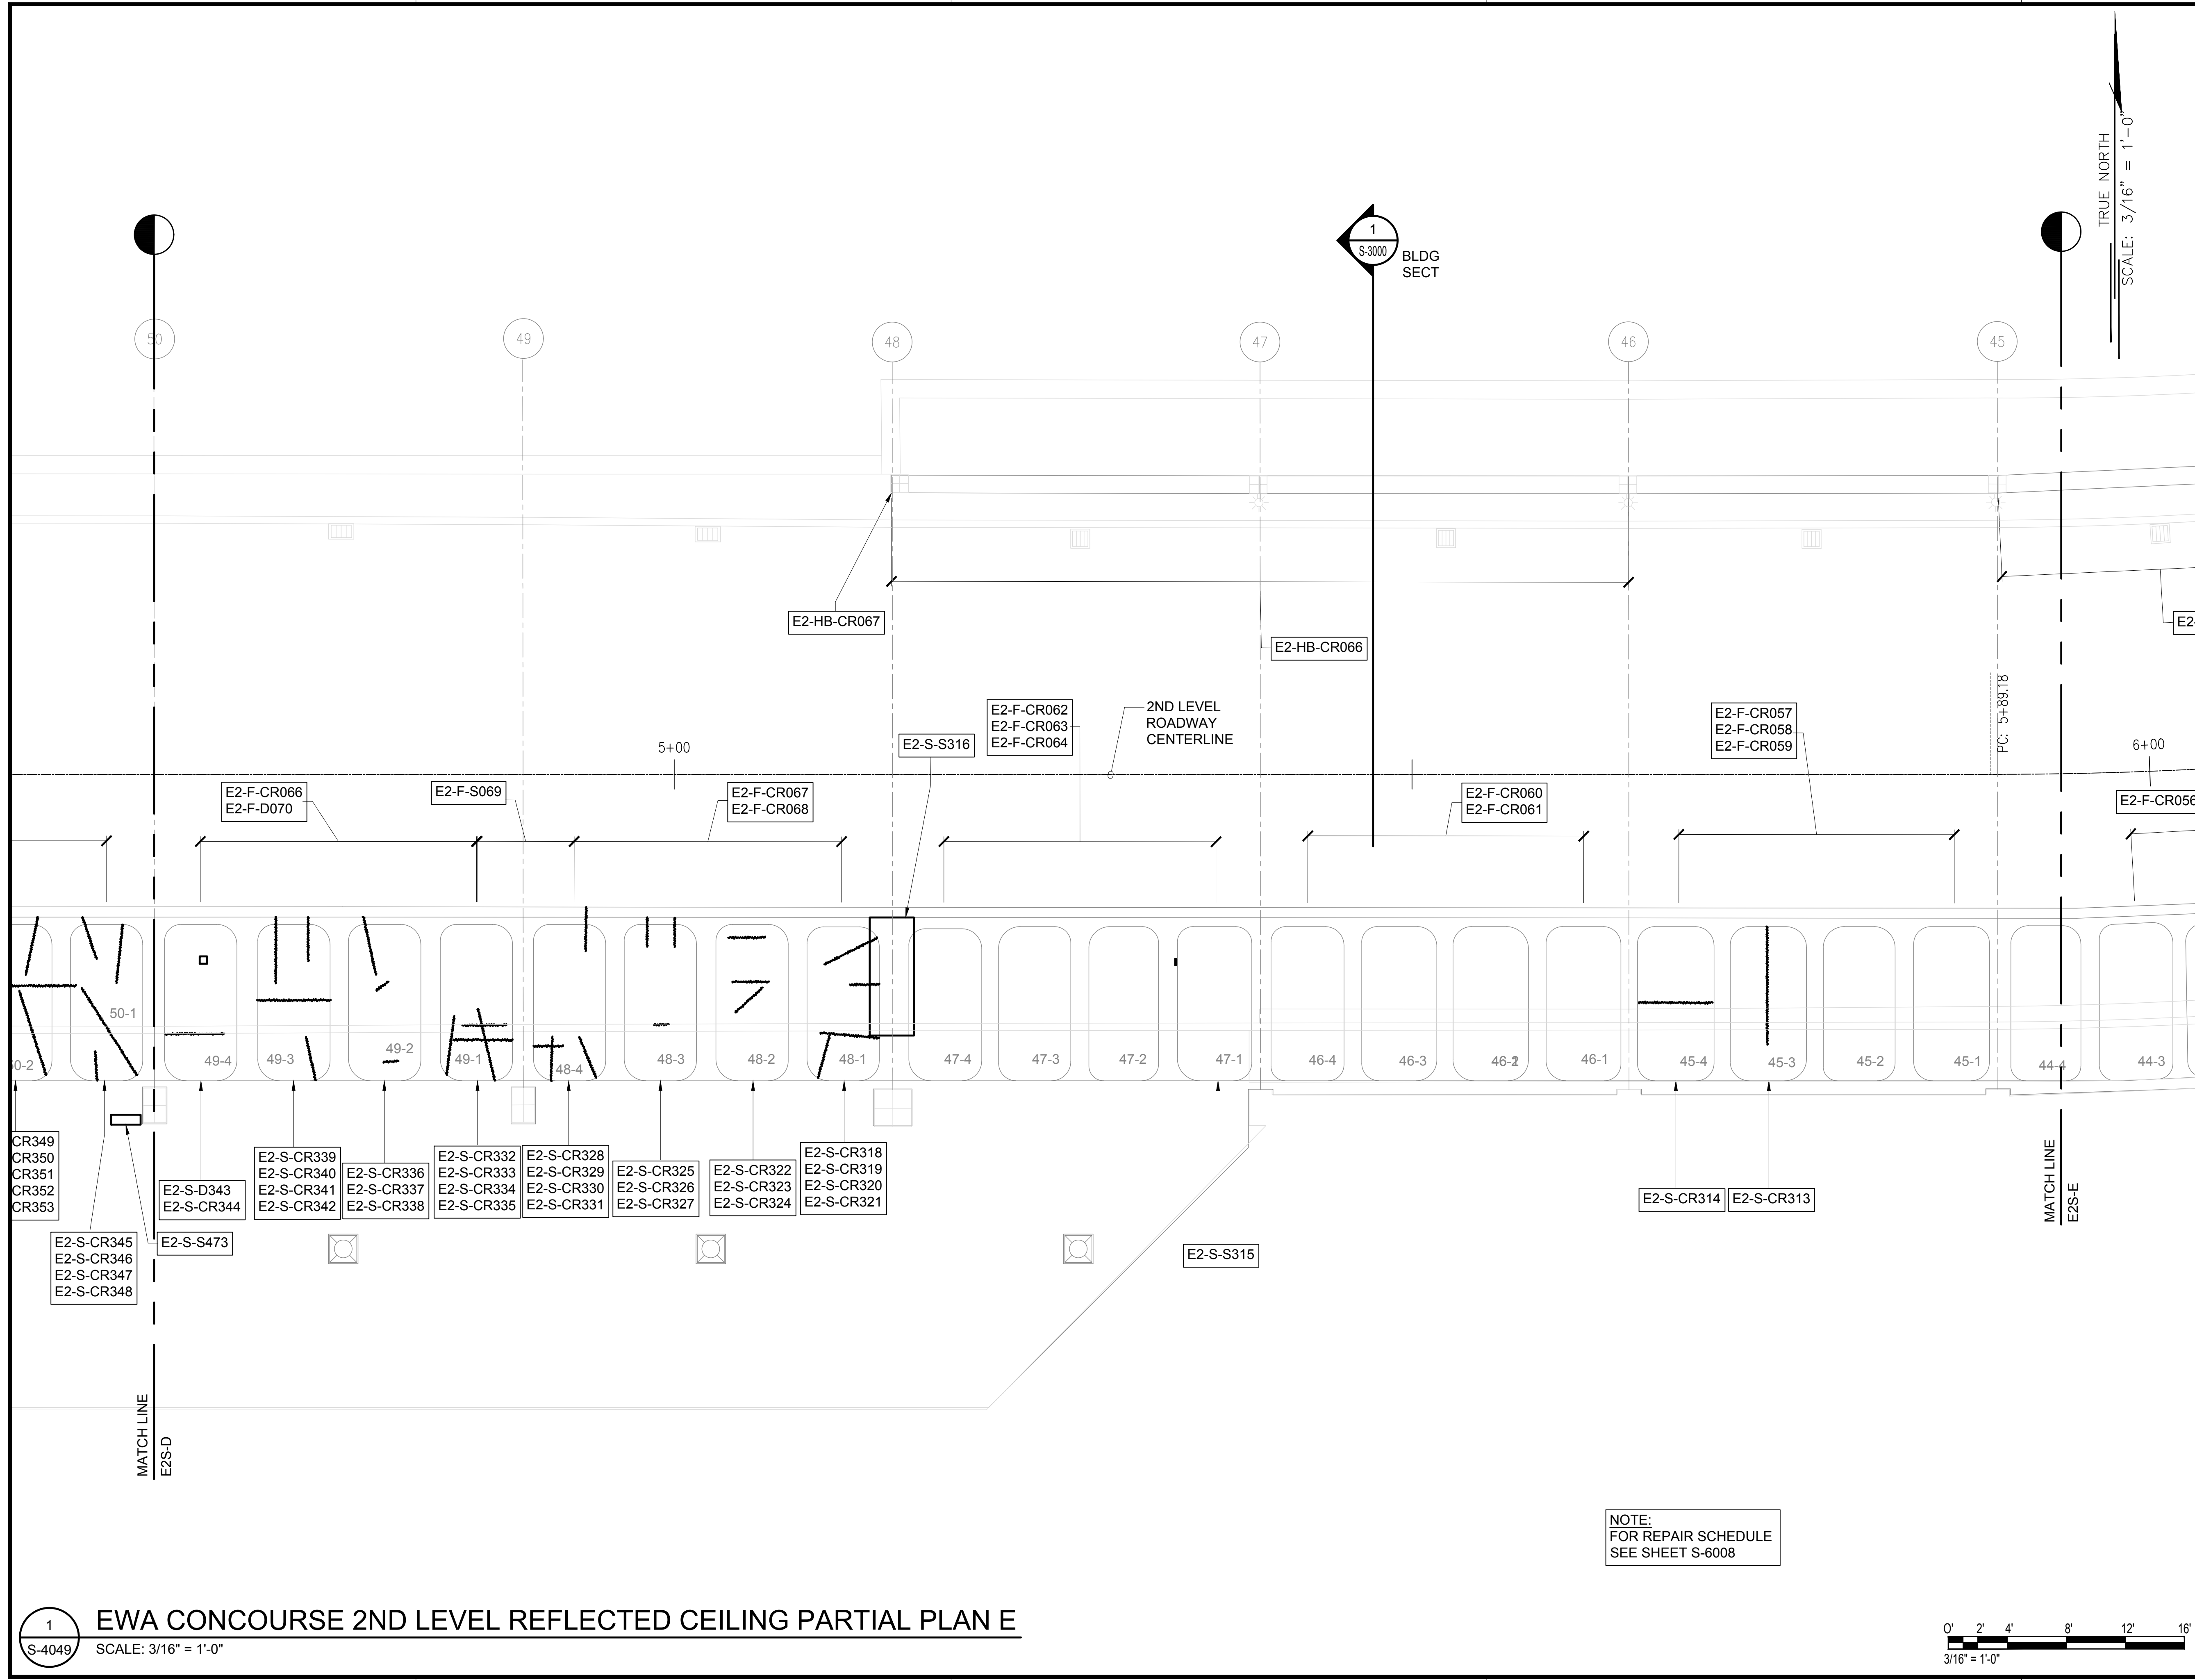 TRUE NORTH
SCALE: 3/16" = 1'-0"
1
S-3000
BLDG
SECT
50
49
48
47
46
45
E2-HB-CR067
E2-HB-CR066
E2-
E2-F-CR062
E2-F-CR063
E2-F-CR064
2ND LEVEL
ROADWAY
CENTERLINE
E2-F-CR057
E2-F-CR058
E2-F-CR059
PC: 5+89.18
5+00
E2-S-S316
6+00
E2-F-CR066
E2-F-D070
E2-F-S069
E2-F-CR067
E2-F-CR068
E2-F-CR060
E2-F-CR061
E2-F-CR056
50-2
50-1
49-4
49-3
49-2
49-1
48-4
48-3
48-2
48-1
47-4
47-3
47-2
47-1
46-4
46-3
46-1
45-4
45-3
45-2
45-1
44-4
44-3
CR349
CR350
CR351
CR352
CR353
E2-S-CR345
E2-S-CR346
E2-S-CR347
E2-S-CR348
E2-S-D343
E2-S-CR344
E2-S-S473
E2-S-CR339
E2-S-CR340
E2-S-CR341
E2-S-CR342
E2-S-CR336
E2-S-CR337
E2-S-CR338
E2-S-CR332
E2-S-CR333
E2-S-CR334
E2-S-CR335
E2-S-CR328
E2-S-CR329
E2-S-CR330
E2-S-CR331
E2-S-CR325
E2-S-CR326
E2-S-CR327
E2-S-CR322
E2-S-CR323
E2-S-CR324
E2-S-CR318
E2-S-CR319
E2-S-CR320
E2-S-CR321
E2-S-S315
E2-S-CR314
E2-S-CR313
MATCH LINE
E2S-E
MATCH LINE
E2S-D
NOTE:
FOR REPAIR SCHEDULE
SEE SHEET S-6008
1
S-4049
EWA CONCOURSE 2ND LEVEL REFLECTED CEILING PARTIAL PLAN E
SCALE: 3/16" = 1'-0"
0' 2' 4' 8' 12' 16'
3/16" = 1'-0"